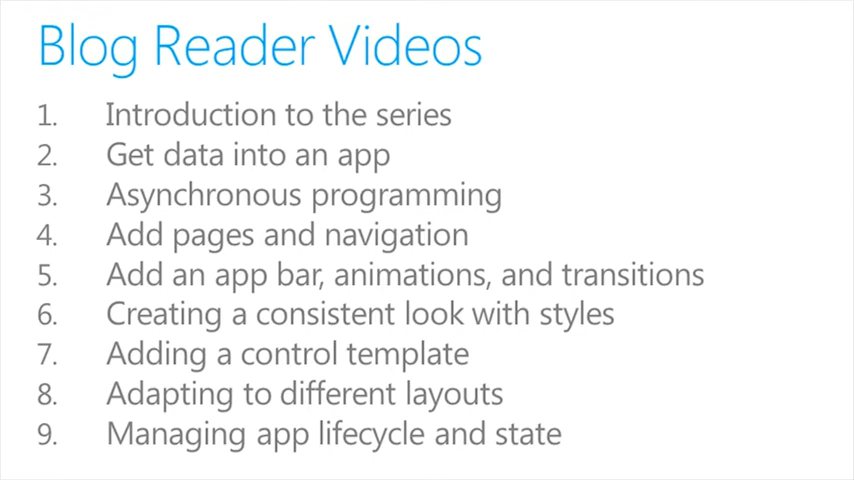 Blog Reader Videos
1. Introduction to the series
2. Get data into an app
3. Asynchronous programming
4. Add pages and navigation
5. Add an app bar, animations, and transitions
6. Creating a consistent look with styles
7. Adding a control template
8. Adapting to different layouts
9. Managing app lifecycle and state